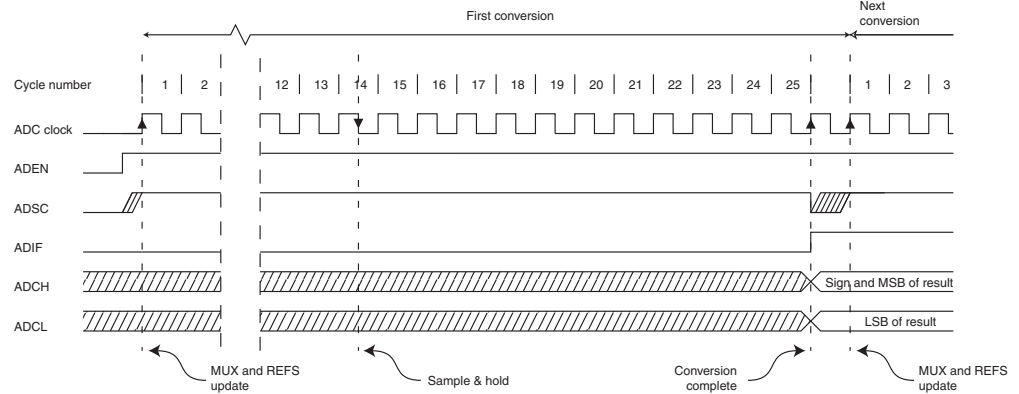 First conversion
Next
conversion
Cycle number 1 2 12 13 14 15 16 17 18 19 20 21 22 23 24 25 1 2 3
ADC clock
ADEN
ADSC
ADIF
ADCH Sign and MSB of result
ADCL LSB of result
MUX and REFS
update
Sample & hold
Conversion
complete
MUX and REFS
update